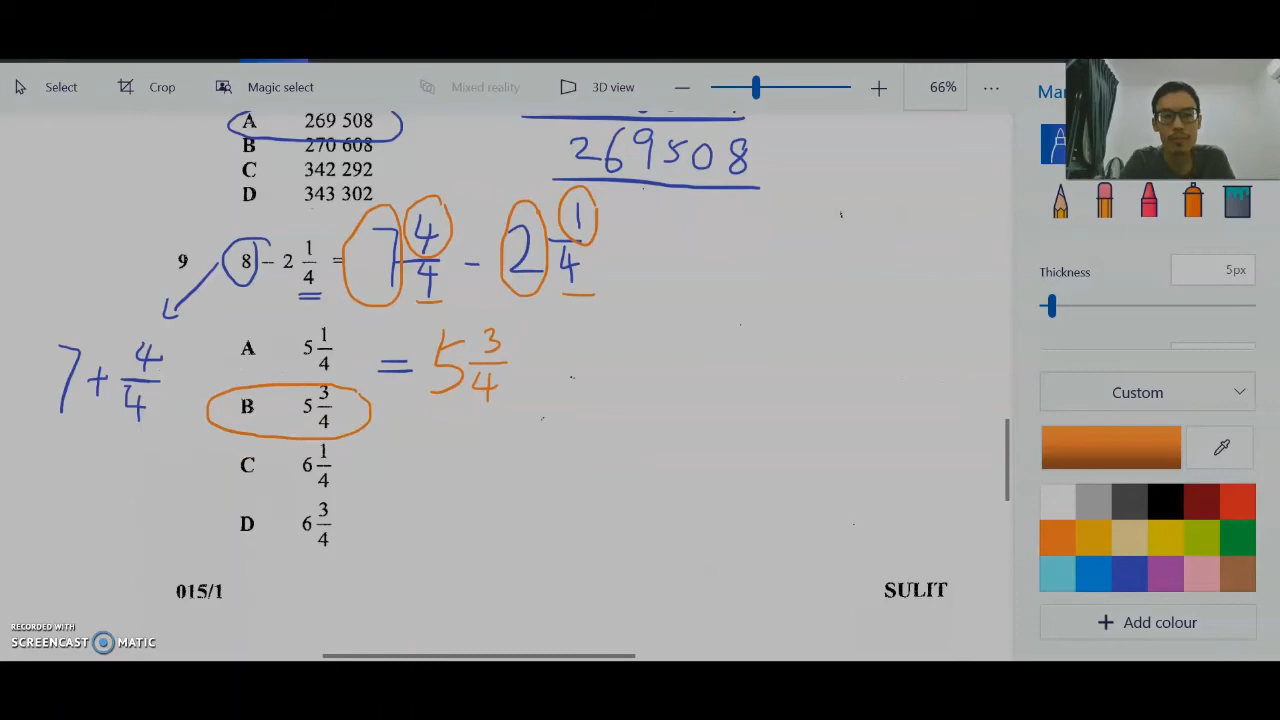 Select Crop Magic select Mixed reality 3D view 66% ...
Mar
A 269 508
B 270 608
C 342 292
D 343 302
269508
9 8 - 2 1/4 = 7 4/4 - 2 1/4
7 + 4/4
A 5 1/4
= 5 3/4
B 5 3/4
C 6 1/4
D 6 3/4
015/1 SULIT
Thickness 5px
Custom
+ Add colour
RECORDED WITH
SCREENCAST MATIC